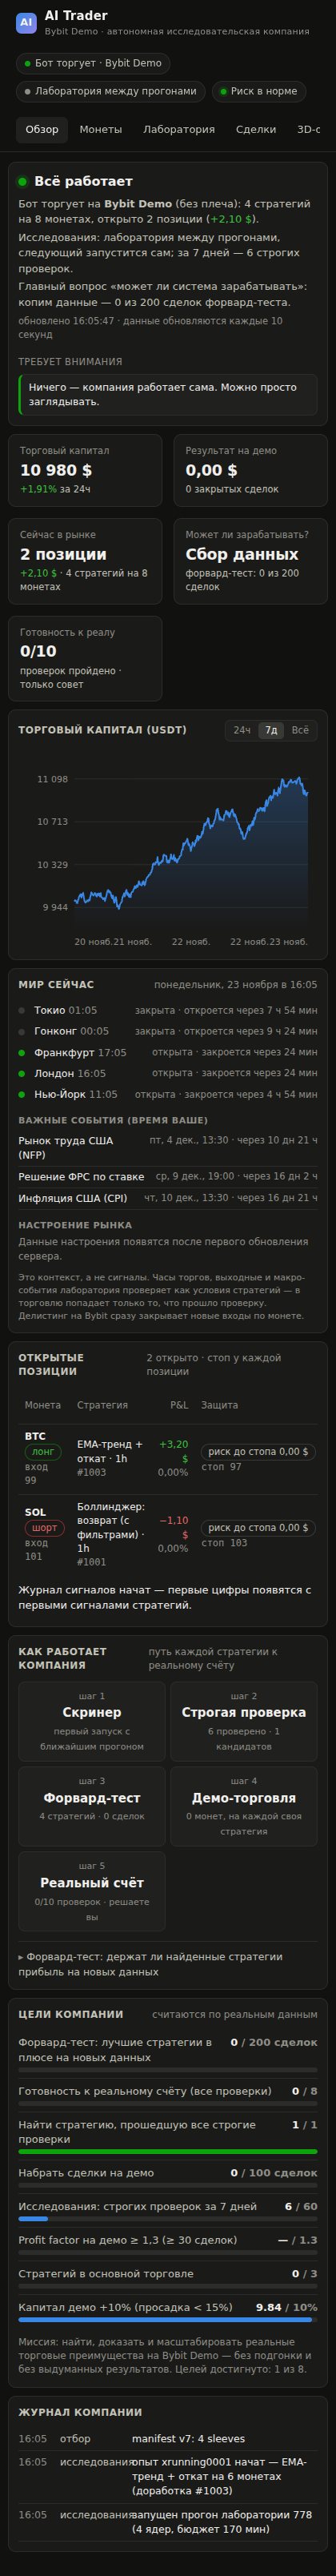 AI
AI Trader
Bybit Demo · автономная исследовательская компания
Бот торгует · Bybit Demo
Лаборатория между прогонами
Риск в норме
Обзор
Монеты
Лаборатория
Сделки
Всё работает
Бот торгует на Bybit Demo (без плеча): 4 стратегий
на 8 монетах, открыто 2 позиции (+2,10 $).
Исследования: лаборатория между прогонами,
следующий запустится сам; за 7 дней — 6 строгих
проверок.
Главный вопрос «может ли система зарабатывать»:
копим данные — 0 из 200 сделок форвард-теста.
обновлено 16:05:47 · данные обновляются каждые 10
секунд
ТРЕБУЕТ ВНИМАНИЯ
Ничего — компания работает сама. Можно просто
заглядывать.
Торговый капитал
10 980 $
+1,91% за 24ч
Результат на демо
0,00 $
0 закрытых сделок
Сейчас в рынке
2 позиции
+2,10 $ · 4 стратегий на 8
монетах
Может ли зарабатывать?
Сбор данных
форвард-тест: 0 из 200
сделок
Готовность к реалу
0/10
проверок пройдено ·
только совет
ТОРГОВЫЙ КАПИТАЛ (USDT)
24ч
7д
Всё
11 098
10 713
10 329
9 944
20 нояб.
21 нояб.
22 нояб.
22 нояб.
23 нояб.
МИР СЕЙЧАС
понедельник, 23 ноября в 16:05
Токио 01:05
закрыта · откроется через 7 ч 54 мин
Гонконг 00:05
закрыта · откроется через 9 ч 24 мин
Франкфурт 17:05
открыта · закроется через 24 мин
Лондон 16:05
открыта · закроется через 24 мин
Нью-Йорк 11:05
открыта · закроется через 4 ч 54 мин
ВАЖНЫЕ СОБЫТИЯ (ВРЕМЯ ВАШЕ)
Рынок труда США
(NFP)
пт, 4 дек., 13:30 · через 10 дн 21 ч
Решение ФРС по ставке
ср, 9 дек., 19:00 · через 16 дн 2 ч
Инфляция США (CPI)
чт, 10 дек., 13:30 · через 16 дн 21 ч
НАСТРОЕНИЕ РЫНКА
Данные настроения появятся после первого обновления
сервера.
Это контекст, а не сигналы. Часы торгов, выходные и макро-
события лаборатория проверяет как условия стратегий — в
торговлю попадает только то, что прошло проверку.
Делистинг на Bybit сразу закрывает новые входы по монете.
ОТКРЫТЫЕ
ПОЗИЦИИ
2 открыто · стоп у каждой
позиции
Монета
Стратегия
P&L
Защита
BTC
лонг
вход
99
EMA-тренд +
откат · 1h
#1003
+3,20
$
0,00%
риск до стопа 0,00 $
стоп 97
SOL
шорт
вход
101
Боллинджер:
возврат (с
фильтрами) ·
1h
#1001
−1,10
$
0,00%
риск до стопа 0,00 $
стоп 103
Журнал сигналов начат — первые цифры появятся с
первыми сигналами стратегий.
КАК РАБОТАЕТ
КОМПАНИЯ
путь каждой стратегии к
реальному счёту
шаг 1
Скринер
первый запуск с
ближайшим прогоном
шаг 2
Строгая проверка
6 проверено · 1
кандидатов
шаг 3
Форвард-тест
4 стратегий · 0 сделок
шаг 4
Демо-торговля
0 монет, на каждой своя
стратегия
шаг 5
Реальный счёт
0/10 проверок · решаете
вы
▸ Форвард-тест: держат ли найденные стратегии
прибыль на новых данных
ЦЕЛИ КОМПАНИИ
считаются по реальным данным
Форвард-тест: лучшие стратегии в
плюсе на новых данных
0 / 200 сделок
Готовность к реальному счёту (все проверки)
0 / 8
Найти стратегию, прошедшую все строгие
проверки
1 / 1
Набрать сделки на демо
0 / 100 сделок
Исследования: строгих проверок за 7 дней
6 / 60
Profit factor на демо ≥ 1,3 (≥ 30 сделок)
— / 1.3
Стратегий в основной торговле
0 / 3
Капитал демо +10% (просадка < 15%)
9.84 / 10%
Миссия: найти, доказать и масштабировать реальные
торговые преимущества на Bybit Demo — без подгонки и
без выдуманных результатов. Целей достигнуто: 1 из 8.
ЖУРНАЛ КОМПАНИИ
16:05
отбор
manifest v7: 4 sleeves
16:05
исследования
опыт xrunning0001 начат — EMA-
тренд + откат на 6 монетах
(доработка #1003)
16:05
исследования
запущен прогон лаборатории 778
(4 ядер, бюджет 170 мин)